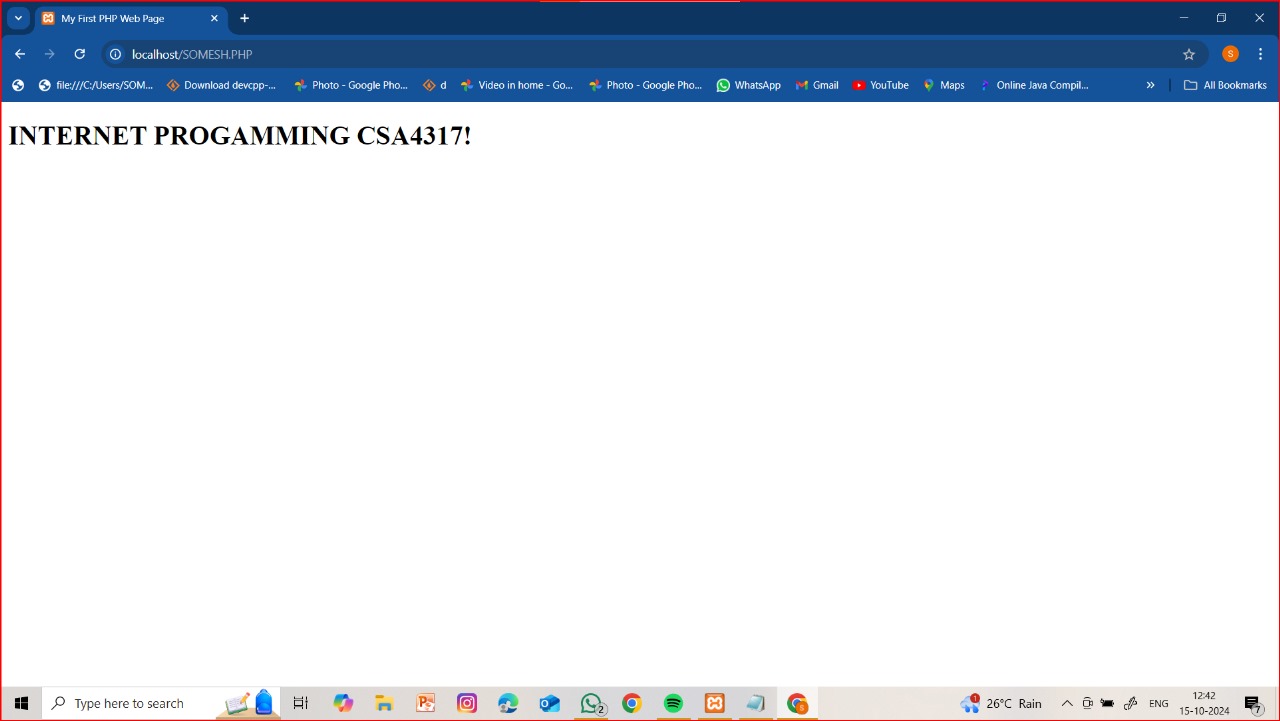 My First PHP Web Page
localhost/SOMESH.PHP
S
file:///C:/Users/SOM...
Download devcpp-...
Photo - Google Pho...
d
Video in home - Go...
Photo - Google Pho...
WhatsApp
Gmail
YouTube
Maps
Online Java Compil...
All Bookmarks
INTERNET PROGAMMING CSA4317!
Type here to search
2
S
1
26°C Rain
ENG
12:42
15-10-2024
7